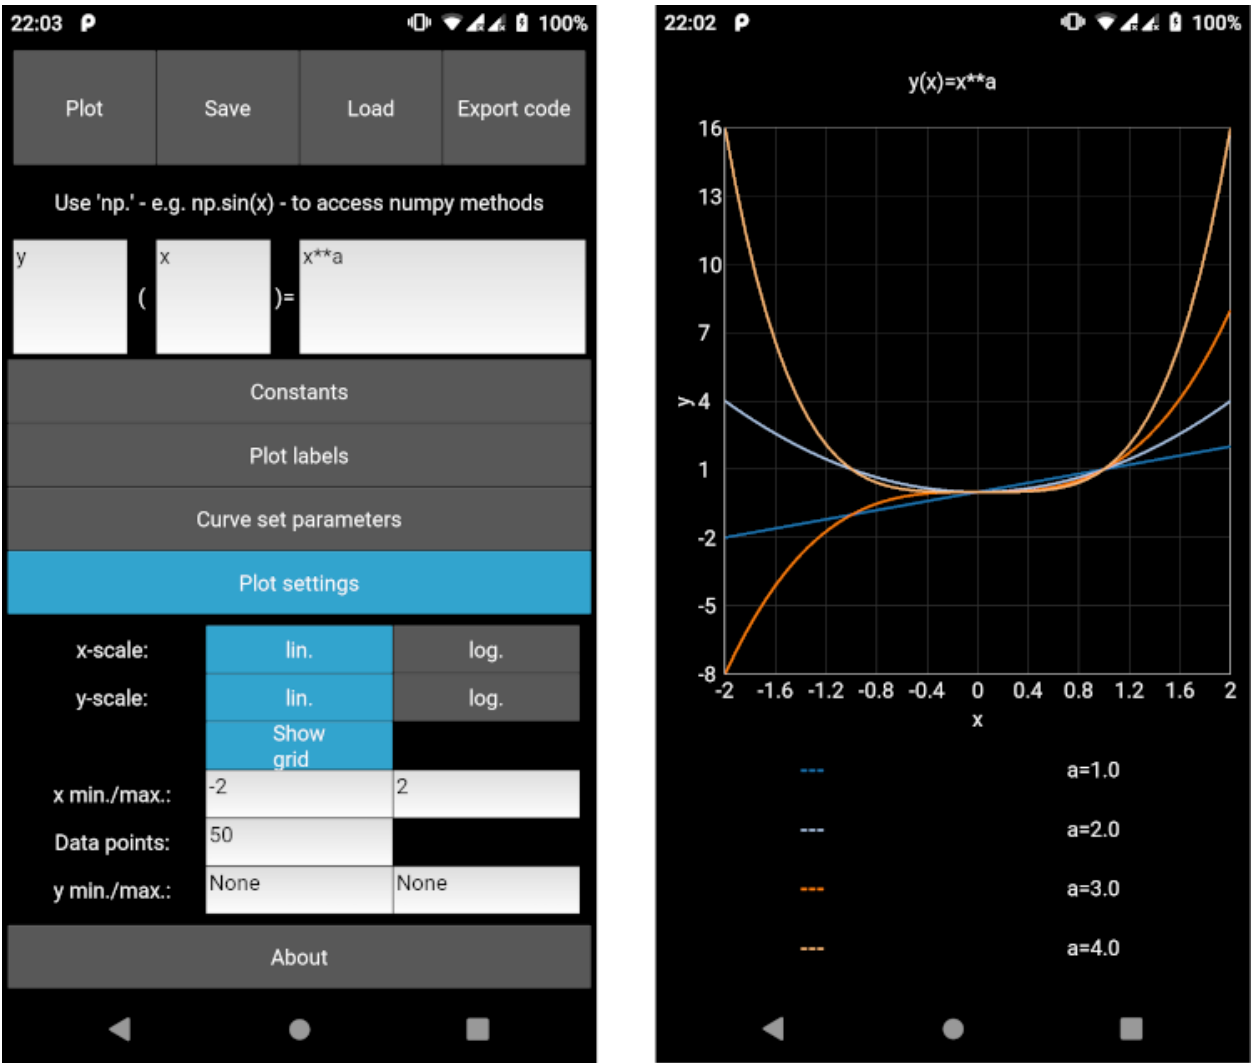 22:03 100%
Plot Save Load Export code
Use 'np.' - e.g. np.sin(x) - to access numpy methods
y ( x )= x**a
Constants
Plot labels
Curve set parameters
Plot settings
x-scale: lin. log.
y-scale: lin. log.
Show
grid
x min./max.: -2 2
Data points: 50
y min./max.: None None
About
22:02 100%
y(x)=x**a
16
13
10
7
y 4
1
-2
-5
-8
-2 -1.6 -1.2 -0.8 -0.4 0 0.4 0.8 1.2 1.6 2
x
--- a=1.0
--- a=2.0
--- a=3.0
--- a=4.0